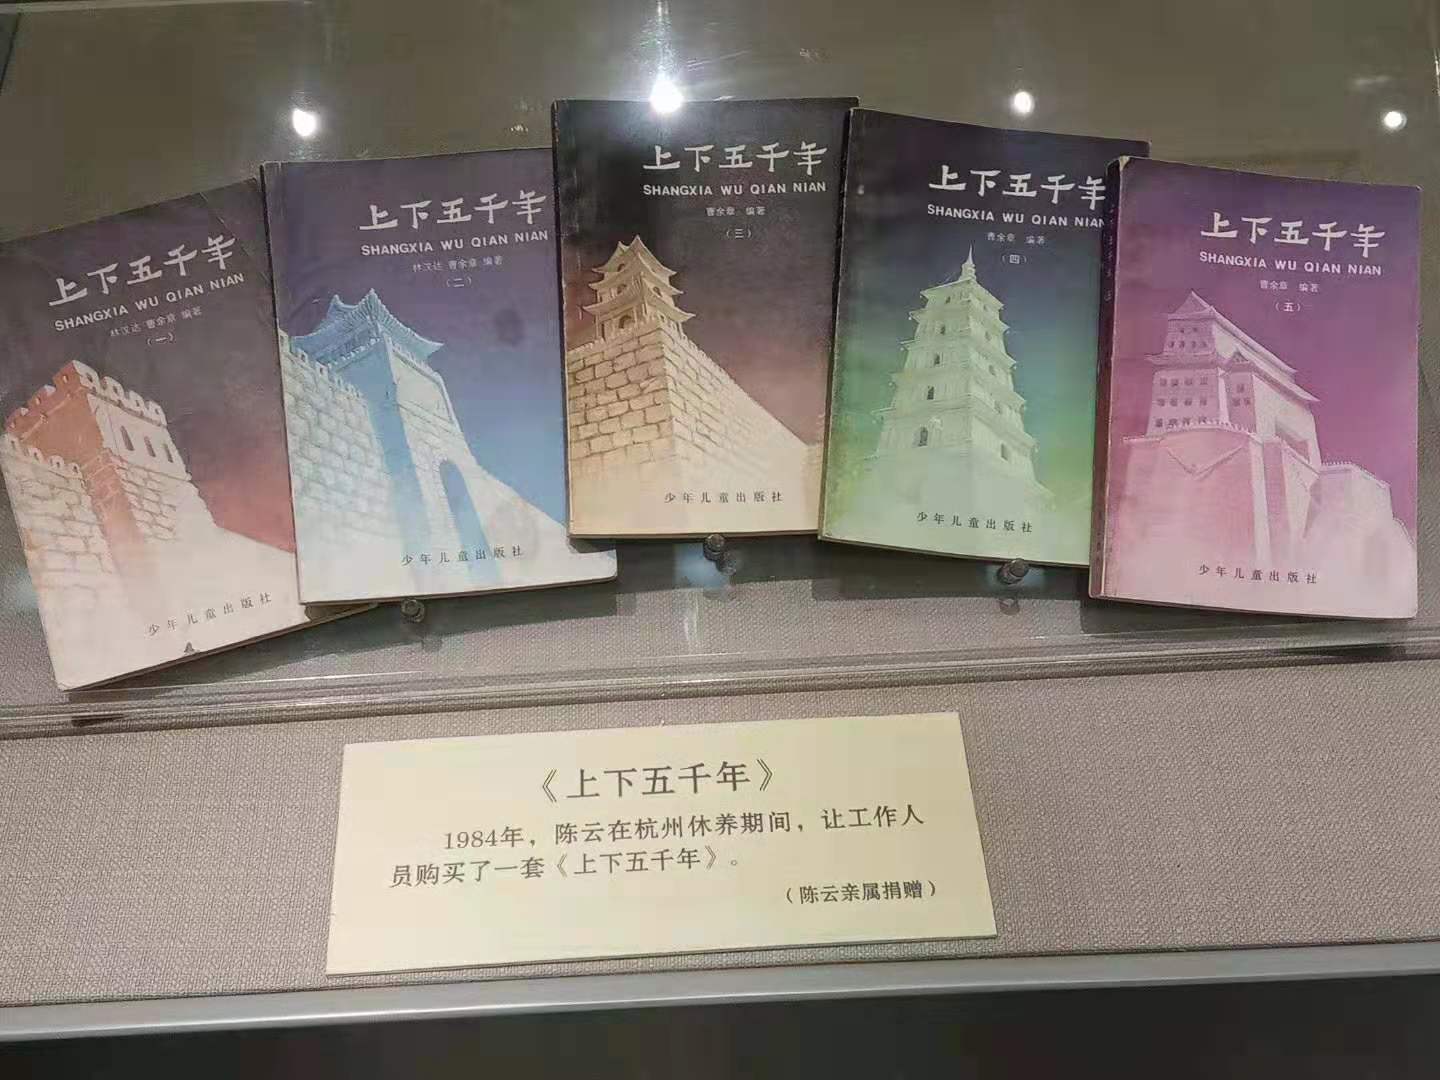 上下五千年
SHANGXIA WU QIAN NIAN
林汉达 曹余章 编著
（一）
少年儿童出版社
上下五千年
SHANGXIA WU QIAN NIAN
林汉达 曹余章 编著
（二）
少年儿童出版社
上下五千年
SHANGXIA WU QIAN NIAN
曹余章 编著
（三）
少年儿童出版社
上下五千年
SHANGXIA WU QIAN NIAN
曹余章 编著
（四）
少年儿童出版社
上下五千年
SHANGXIA WU QIAN NIAN
曹余章 编著
（五）
少年儿童出版社
《上下五千年》
1984年，陈云在杭州休养期间，让工作人
员购买了一套《上下五千年》。
（陈云亲属捐赠）